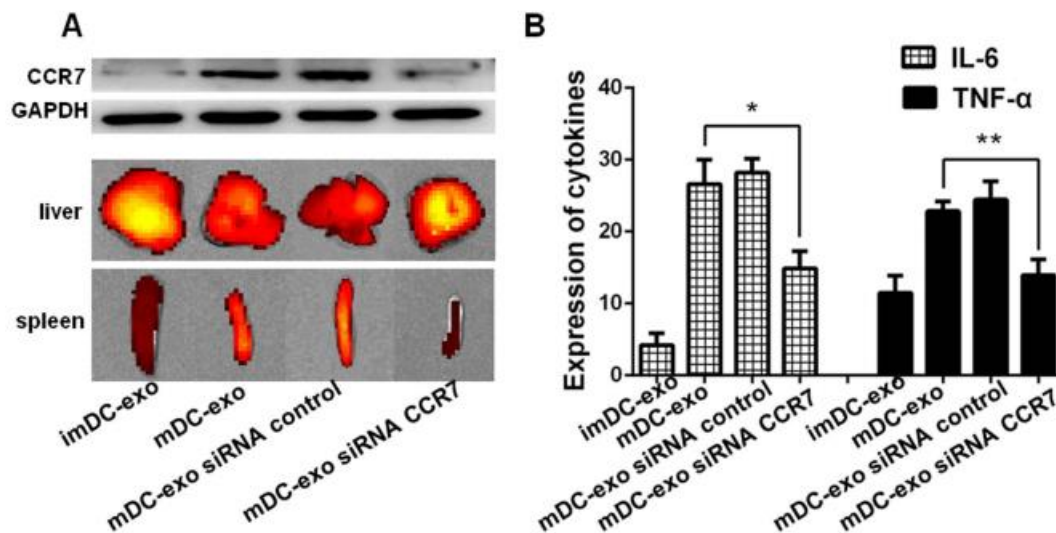 A
CCR7
GAPDH
liver
spleen
imDC-exo
mDC-exo
mDC-exo siRNA control
mDC-exo siRNA CCR7
B
IL-6
TNF-α
Expression of cytokines
40
30
20
10
0
*
**
imDC-exo
mDC-exo
mDC-exo siRNA control
mDC-exo siRNA CCR7
imDC-exo
mDC-exo
mDC-exo siRNA control
mDC-exo siRNA CCR7